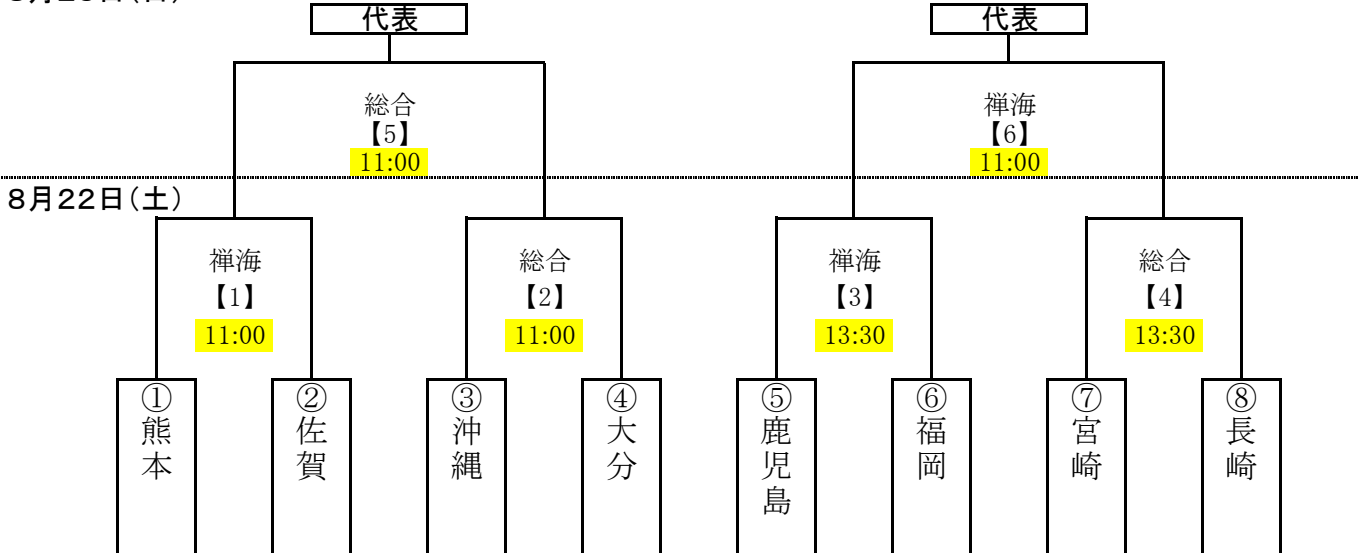 代表
代表
総合
【5】
11:00
禅海
【6】
11:00
8月22日(土)
禅海
【1】
11:00
総合
【2】
11:00
禅海
【3】
13:30
総合
【4】
13:30
①熊本
②佐賀
③沖縄
④大分
⑤鹿児島
⑥福岡
⑦宮崎
⑧長崎